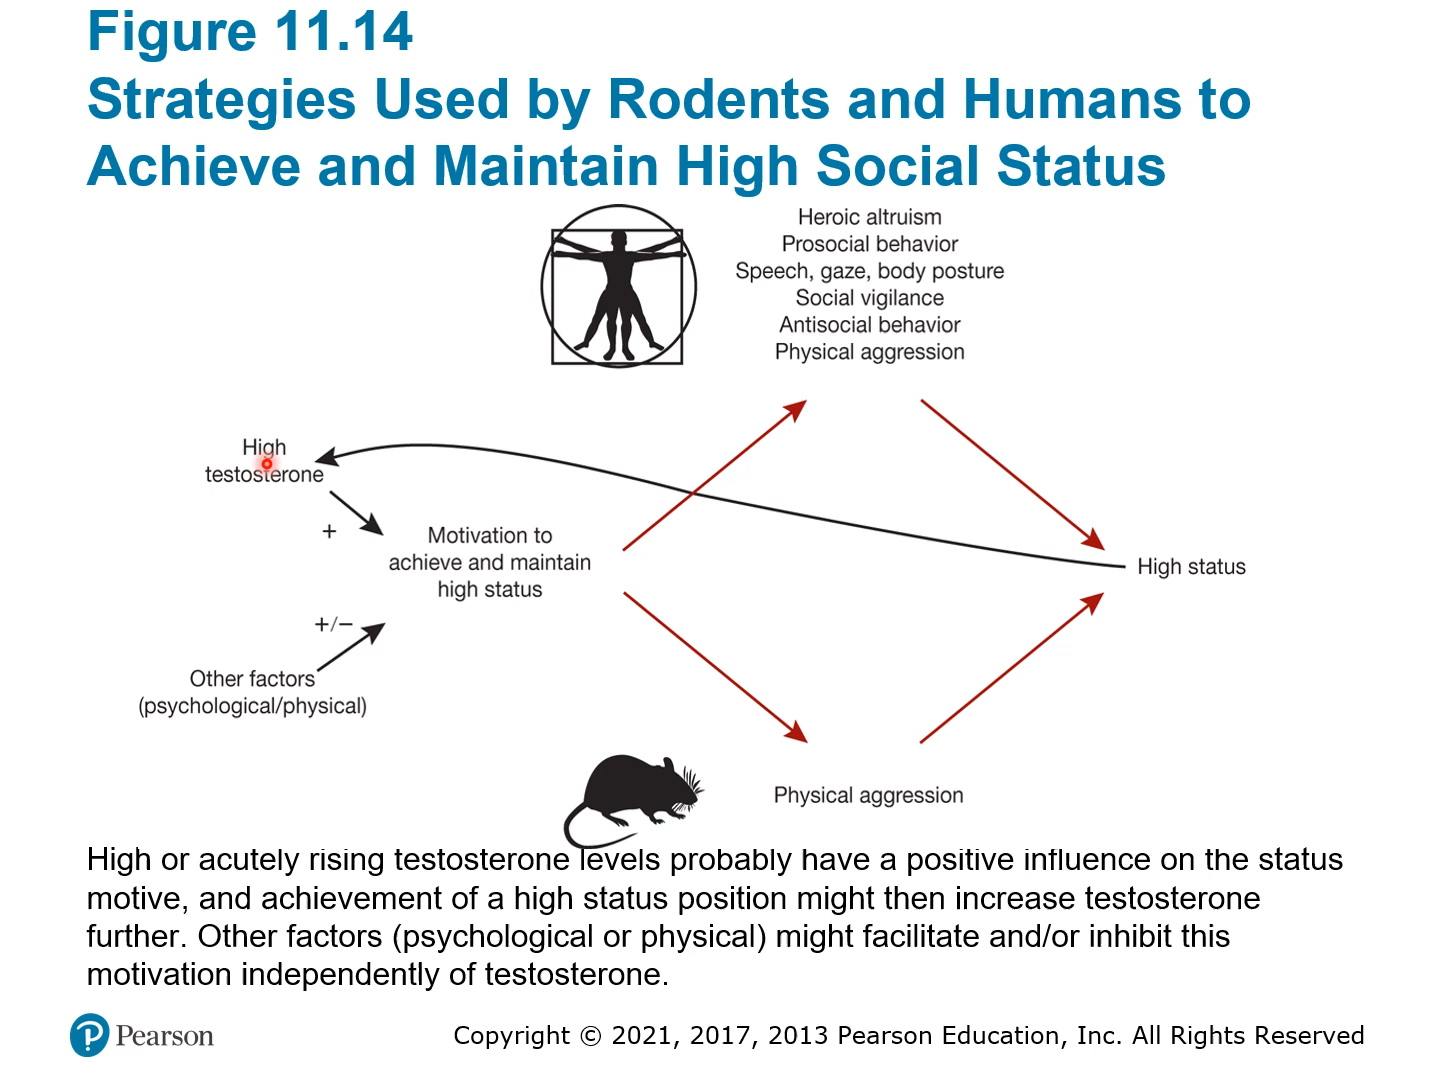 Figure 11.14
Strategies Used by Rodents and Humans to
Achieve and Maintain High Social Status
Heroic altruism
Prosocial behavior
Speech, gaze, body posture
Social vigilance
Antisocial behavior
Physical aggression
High
testosterone
+
Motivation to
achieve and maintain
high status
High status
+/−
Other factors
(psychological/physical)
Physical aggression
High or acutely rising testosterone levels probably have a positive influence on the status
motive, and achievement of a high status position might then increase testosterone
further. Other factors (psychological or physical) might facilitate and/or inhibit this
motivation independently of testosterone.
P Pearson
Copyright © 2021, 2017, 2013 Pearson Education, Inc. All Rights Reserved